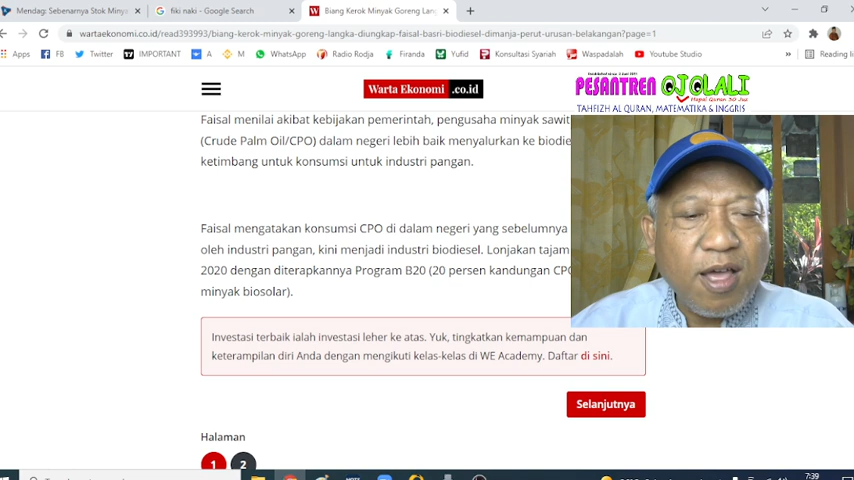 Mendag: Sebenarnya Stok Minya
fiki naki - Google Search
Biang Kerok Minyak Goreng Lang
wartaekonomi.co.id/read393993/biang-kerok-minyak-goreng-langka-diungkap-faisal-basri-biodiesel-dimanja-perut-urusan-belakangan?page=1
Apps
F8
Twitter
IMPORTANT
A
M
WhatsApp
Radio Rodja
Firanda
Yufid
Konsultasi Syariah
Waspadalah
YouTube Studio
Reading li
Warta Ekonomi .co.id
PESANTREN OJOLALI
Hapal Quran 30 Juz
TAHFIZH AL QURAN, MATEMATIKA & INGGRIS
Faisal menilai akibat kebijakan pemerintah, pengusaha minyak sawit
(Crude Palm Oil/CPO) dalam negeri lebih baik menyalurkan ke biodie
ketimbang untuk konsumsi untuk industri pangan.
Faisal mengatakan konsumsi CPO di dalam negeri yang sebelumnya
oleh industri pangan, kini menjadi industri biodiesel. Lonjakan tajam
2020 dengan diterapkannya Program B20 (20 persen kandungan CPO
minyak biosolar).
Investasi terbaik ialah investasi leher ke atas. Yuk, tingkatkan kemampuan dan
keterampilan diri Anda dengan mengikuti kelas-kelas di WE Academy. Daftar di sini.
Selanjutnya
Halaman
1 2
7:39